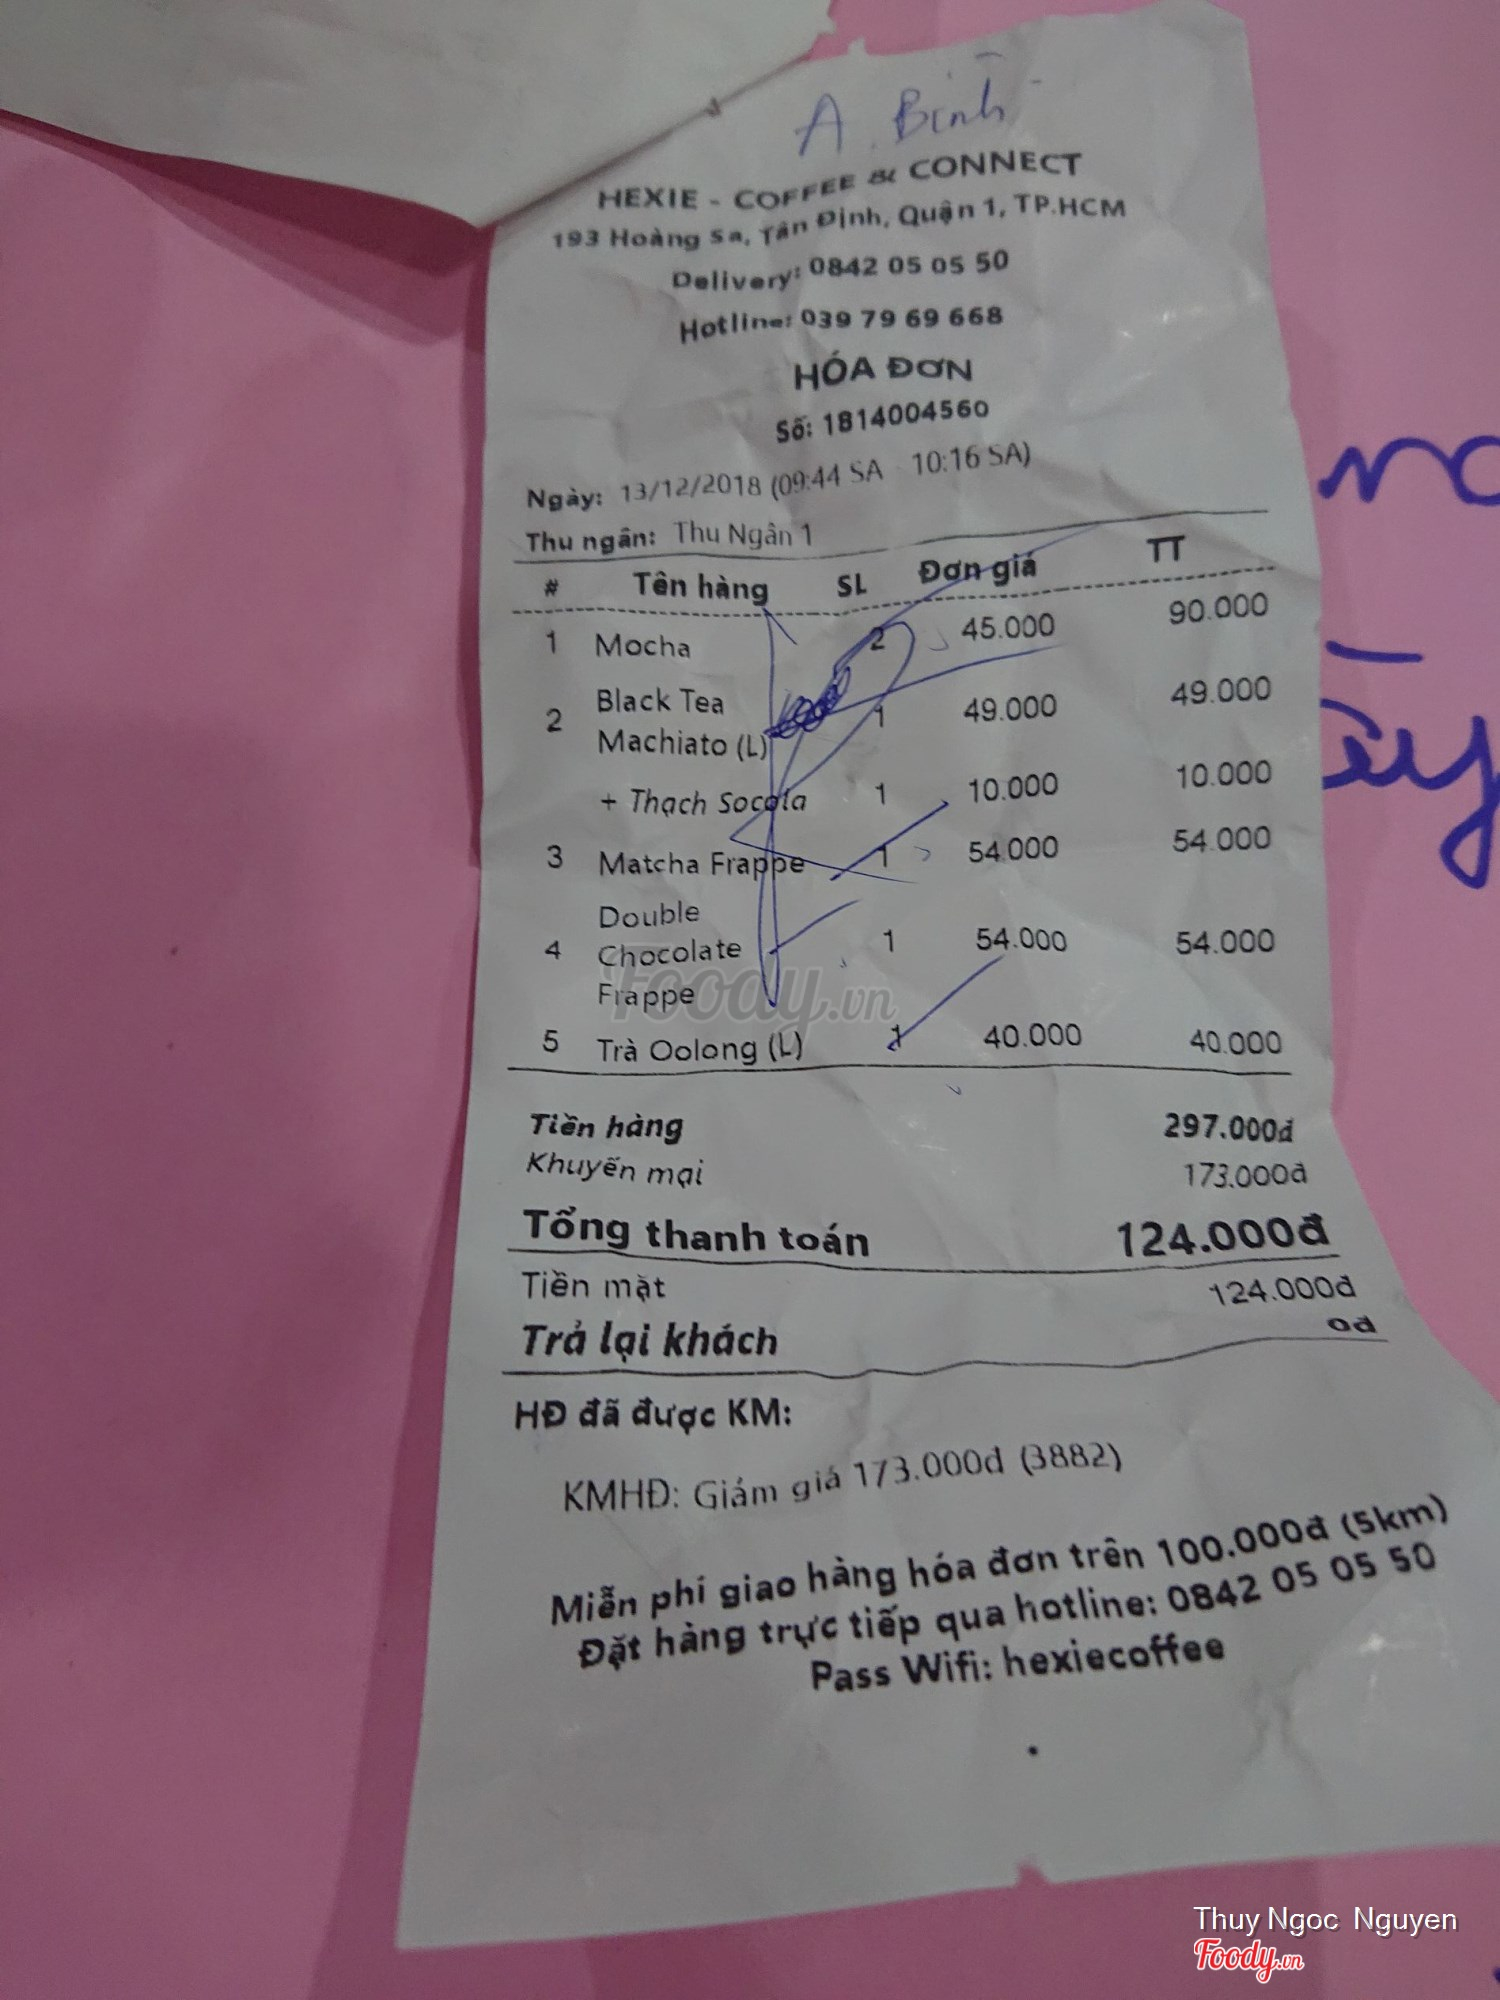 A. Bình
HEXIE - COFFEE & CONNECT
193 Hoàng Sa, Tân Định, Quận 1, TP.HCM
Delivery: 0842 05 05 50
Hotline: 039 79 69 668
HÓA ĐƠN
Số: 1814004560
Ngày: 13/12/2018 (09:44 SA 10:16 SA)
Thu ngân: Thu Ngân 1
# Tên hàng SL Đơn giá TT
1 Mocha 2 45.000 90.000
2 Black Tea Machiato (L) 1 49.000 49.000
+ Thạch Socola 1 10.000 10.000
3 Matcha Frappe 1 54.000 54.000
4 Double Chocolate Frappe 1 54.000 54.000
5 Trà Oolong (L) 1 40.000 40.000
Tiền hàng 297.000đ
Khuyến mại 173.000đ
Tổng thanh toán 124.000đ
Tiền mặt 124.000đ
Trả lại khách 0đ
HĐ đã được KM:
KMHĐ: Giảm giá 173.000đ (3882)
Miễn phí giao hàng hóa đơn trên 100.000đ (5km)
Đặt hàng trực tiếp qua hotline: 0842 05 05 50
Pass Wifi: hexiecoffee
Foody.vn
Thuy Ngoc Nguyen
Foody.vn